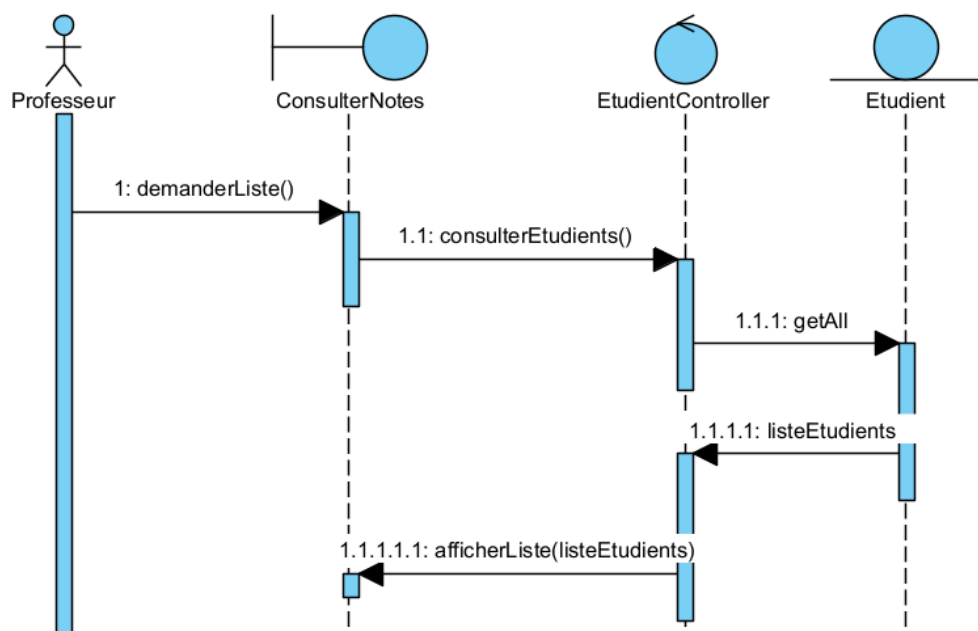 Professeur
ConsulterNotes
EtudientController
Etudient
1: demanderListe()
1.1: consulterEtudients()
1.1.1: getAll
1.1.1.1: listeEtudients
1.1.1.1.1: afficherListe(listeEtudients)